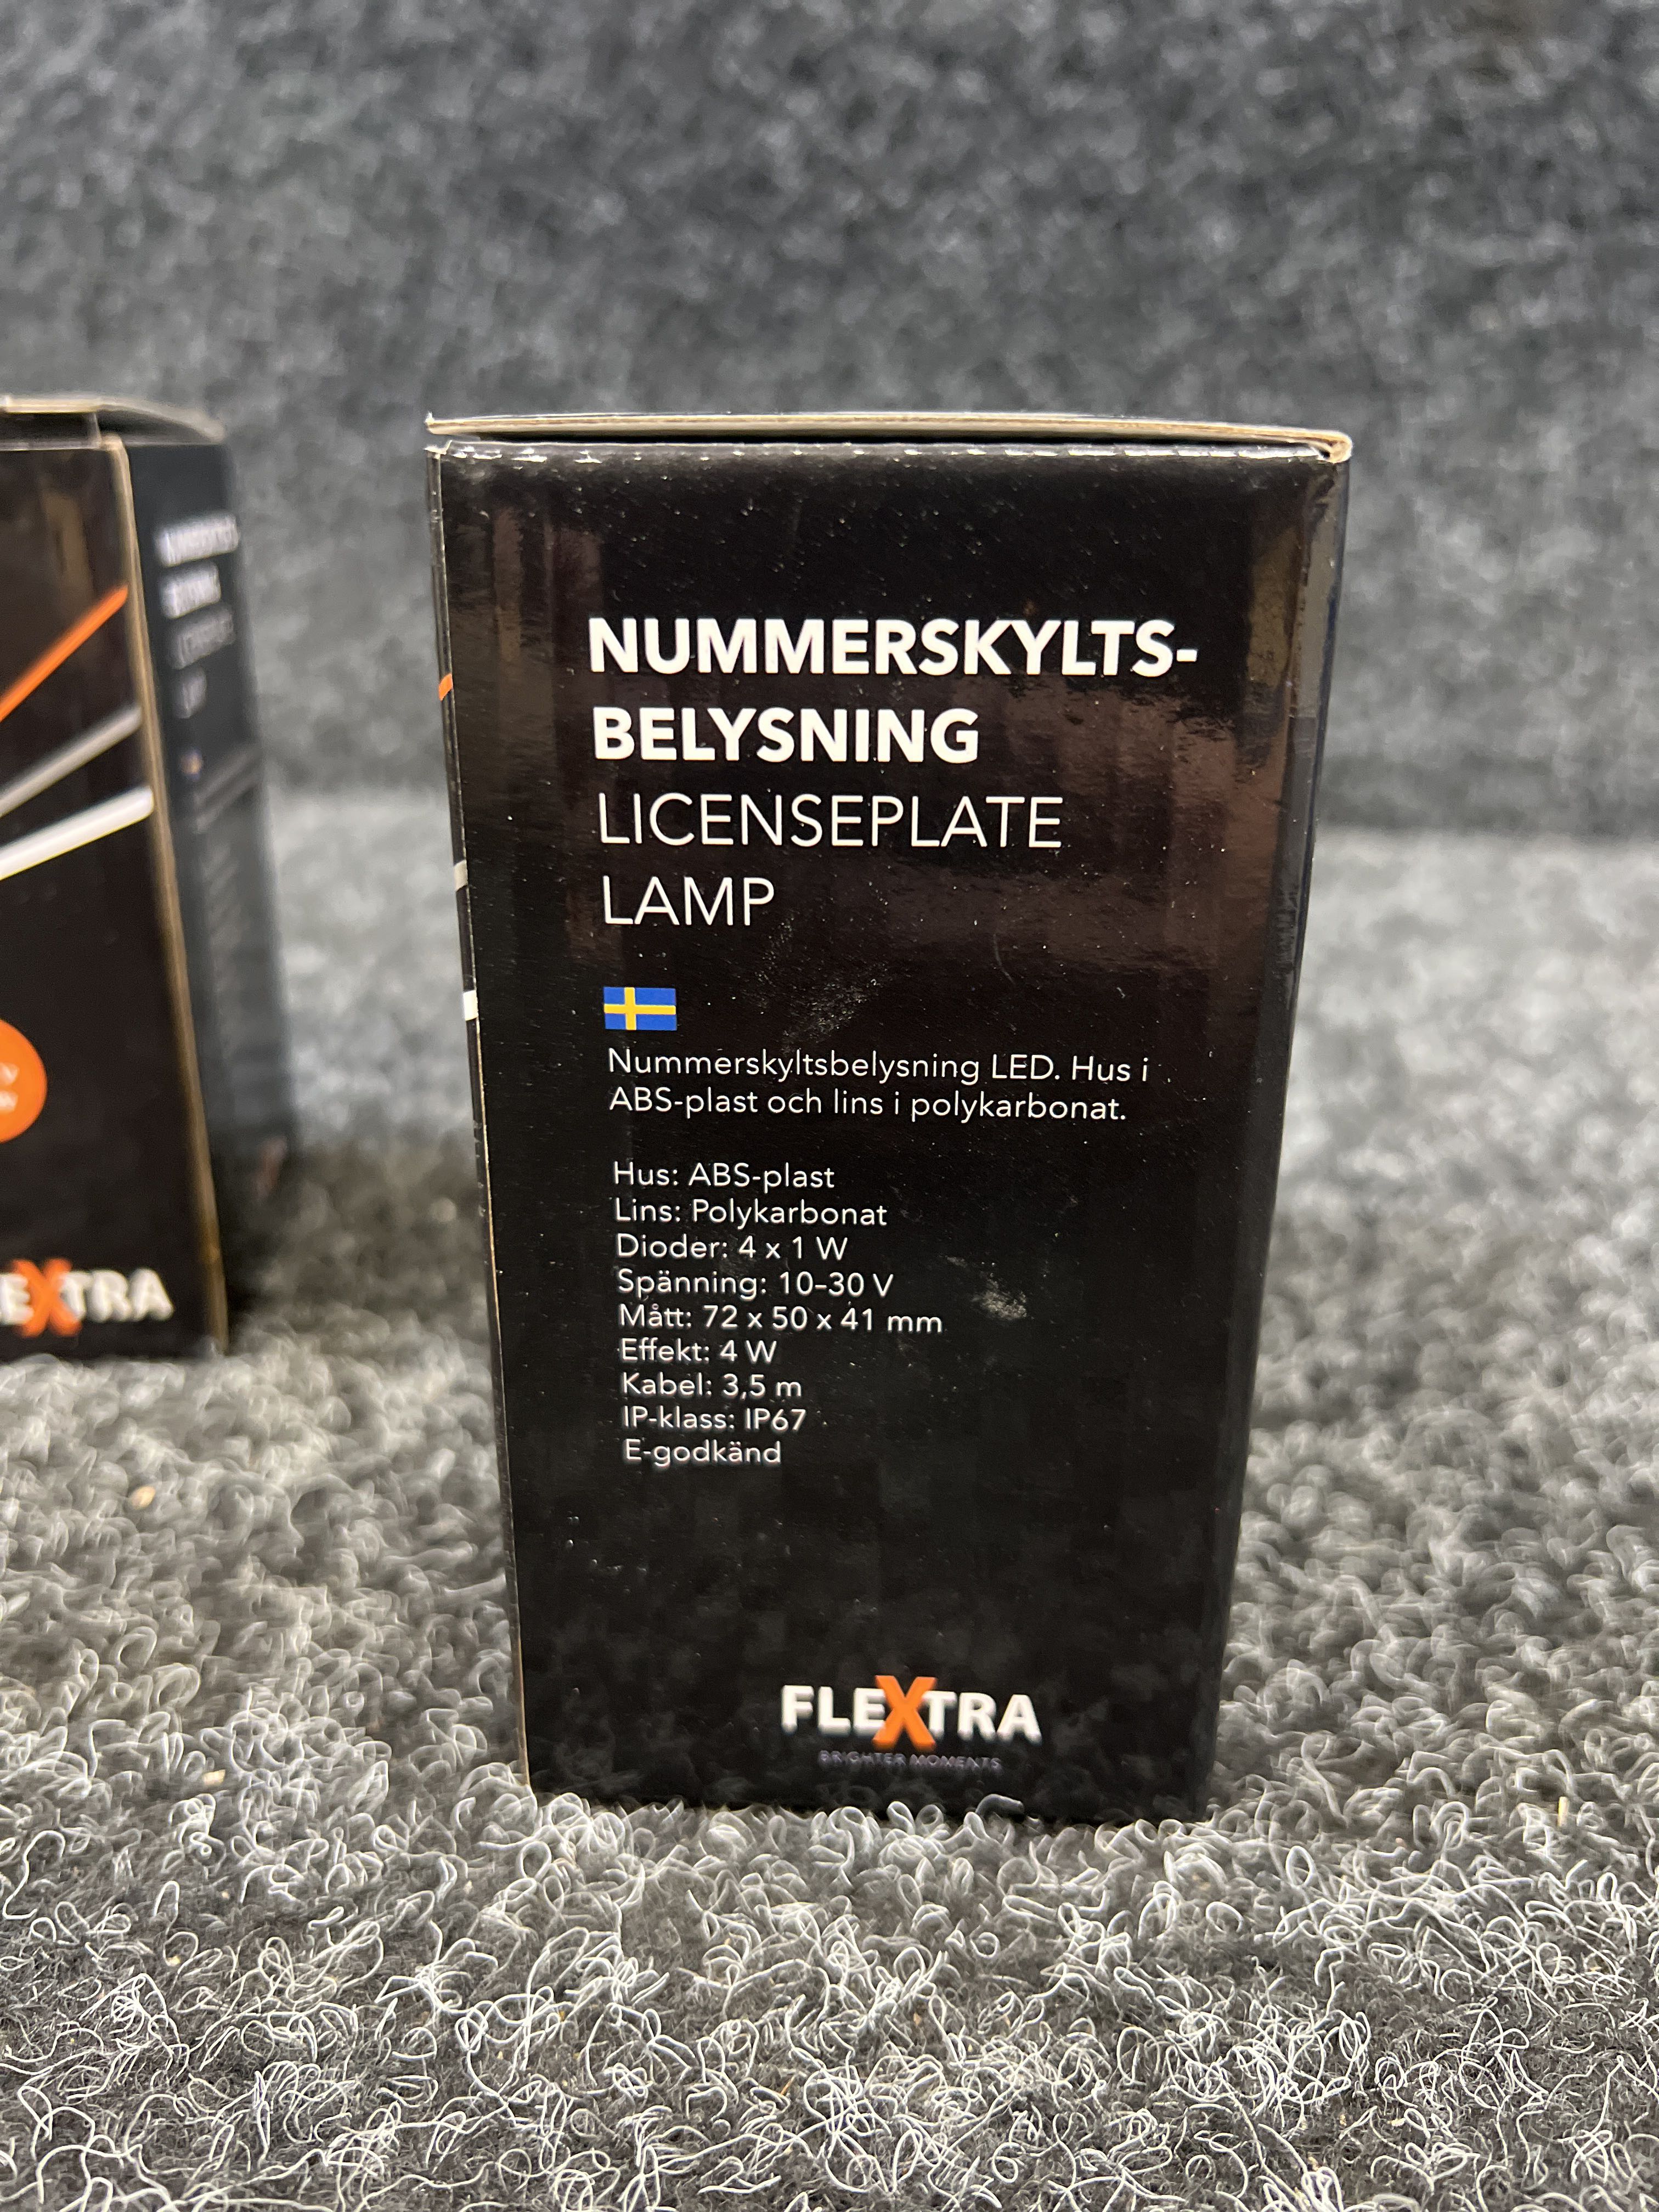 NUMMERSKYLTS-
BELYSNING
LICENSEPLATE
LAMP
Nummerskyltsbelysning LED. Hus i
ABS-plast och lins i polykarbonat.
Hus: ABS-plast
Lins: Polykarbonat
Dioder: 4 x 1 W
Spänning: 10–30 V
Mått: 72 x 50 x 41 mm
Effekt: 4 W
Kabel: 3,5 m
IP-klass: IP67
E-godkänd
FLEXTRA
BRIGHTER MOMENTS
EXTRA